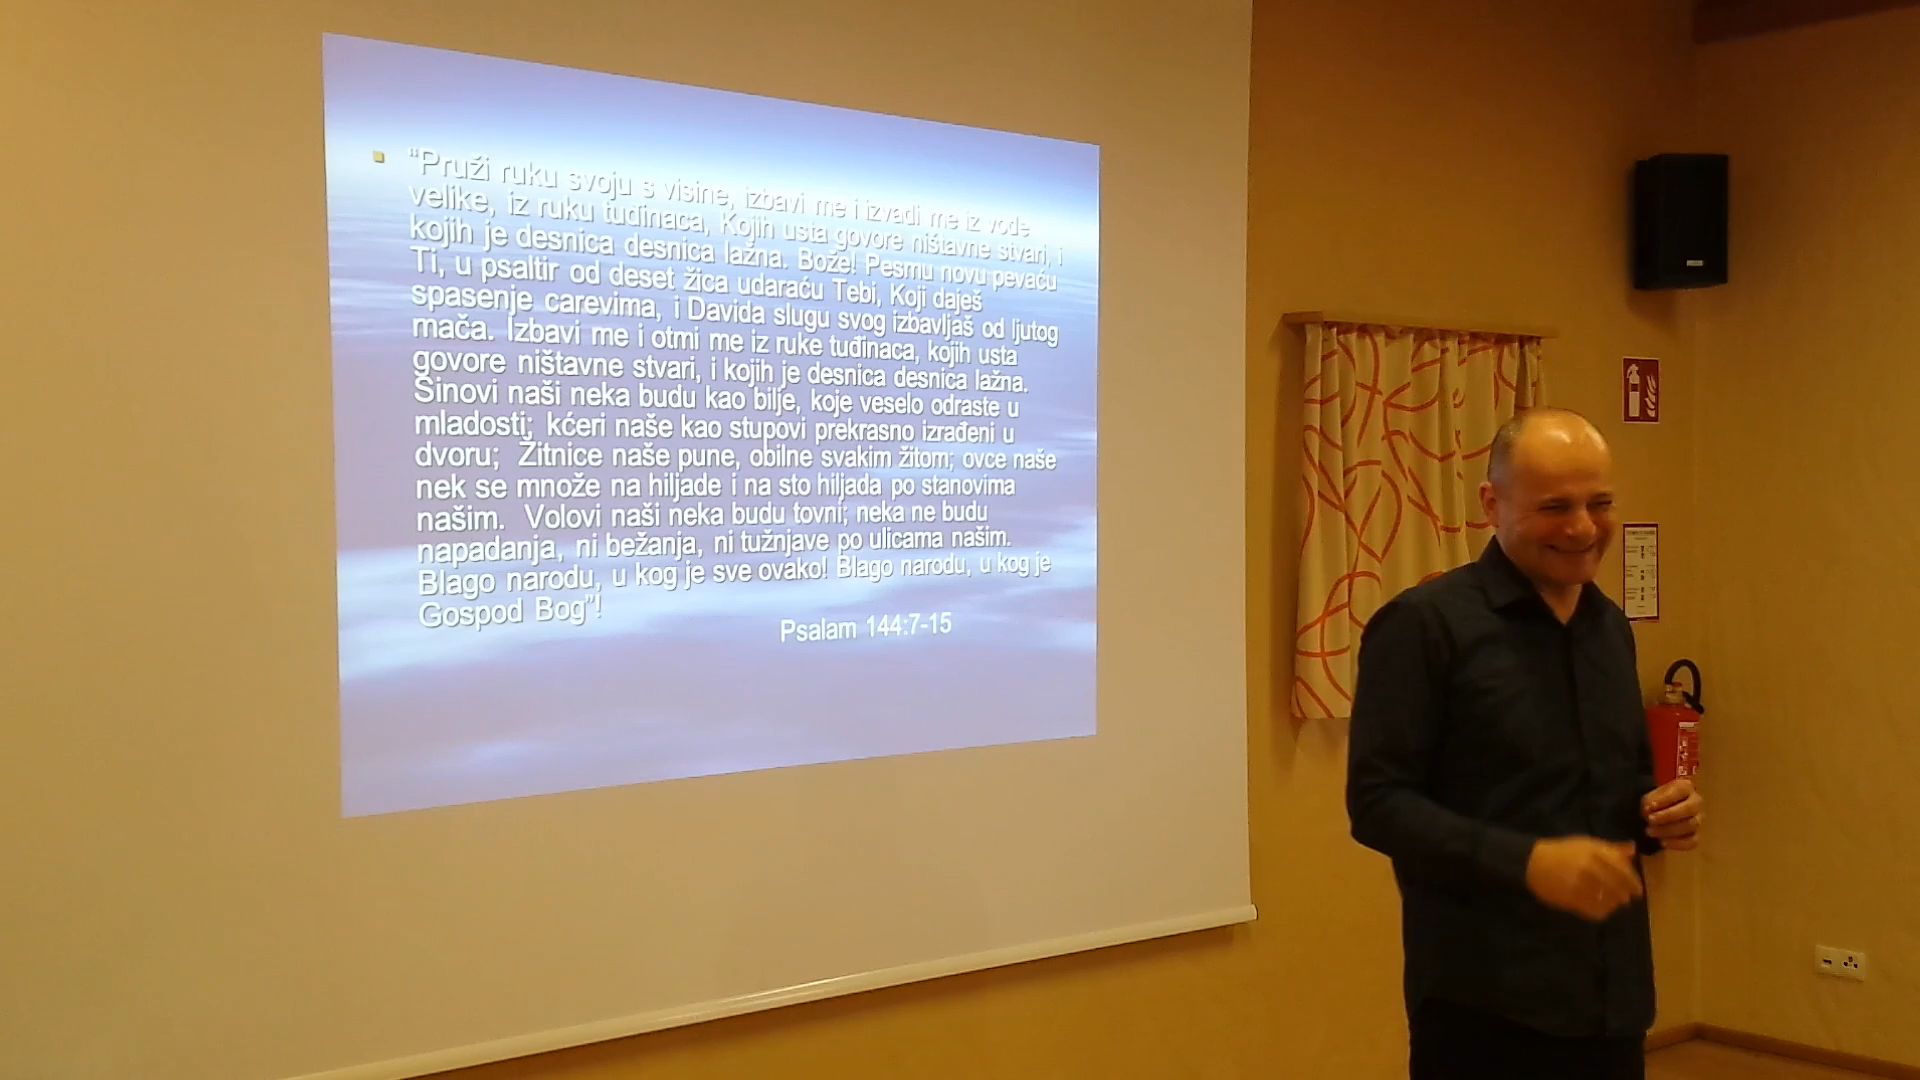 “Pruži ruku svoju s visine, izbavi me i izvadi me iz vode
velike, iz ruku tuđinaca, Kojih usta govore ništavne stvari, i
kojih je desnica desnica lažna. Bože! Pesmu novu pevaću
Ti, u psaltir od deset žica udaraću Tebi, Koji daješ
spasenje carevima, i Davida slugu svog izbavljaš od ljutog
mača. Izbavi me i otmi me iz ruke tuđinaca, kojih usta
govore ništavne stvari, i kojih je desnica desnica lažna.
Sinovi naši neka budu kao bilje, koje veselo odraste u
mladosti; kćeri naše kao stupovi prekrasno izrađeni u
dvoru; Žitnice naše pune, obilne svakim žitom; ovce naše
nek se množe na hiljade i na sto hiljada po stanovima
našim. Volovi naši neka budu tovni; neka ne budu
napadanja, ni bežanja, ni tužnjave po ulicama našim.
Blago narodu, u kog je sve ovako! Blago narodu, u kog je
Gospod Bog”!
Psalam 144:7-15